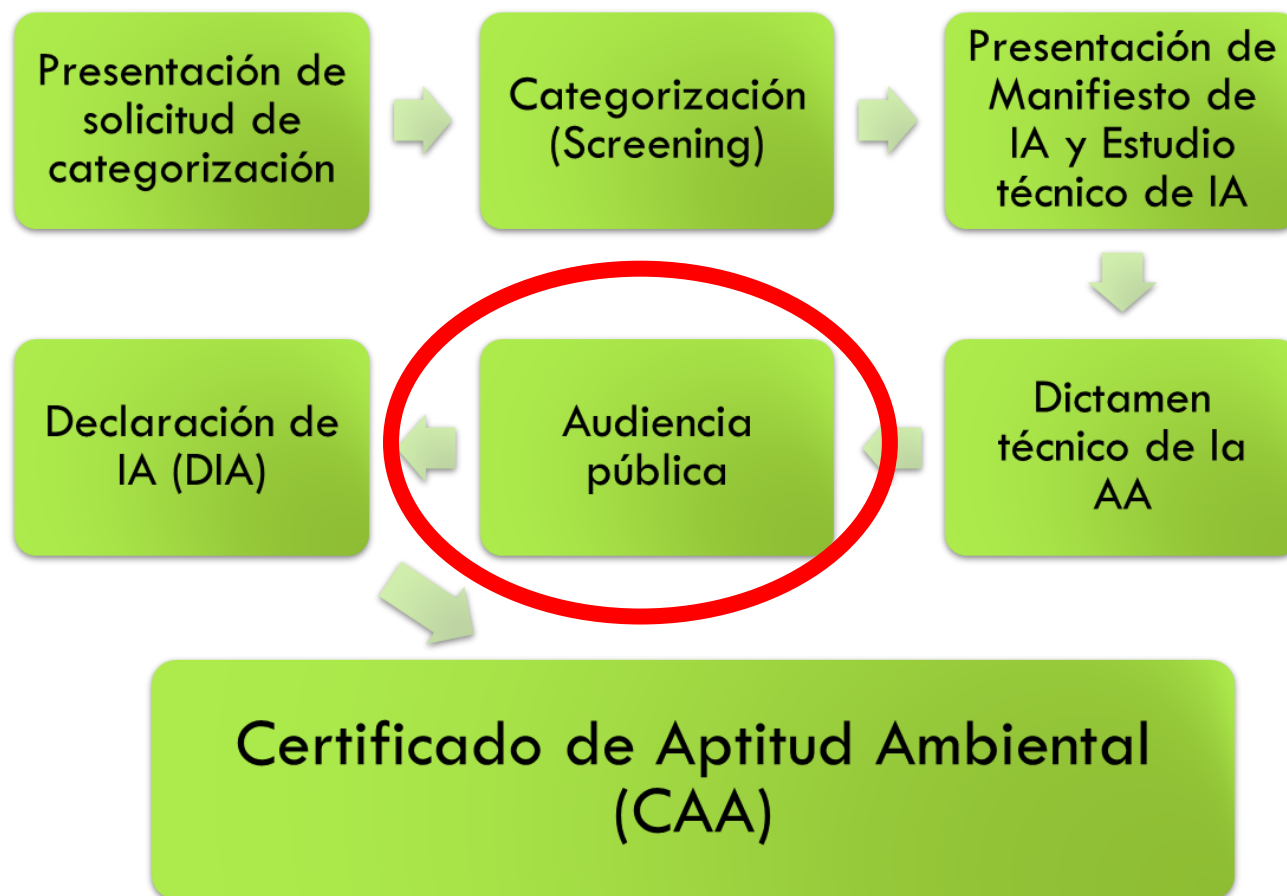 Presentación de
solicitud de
categorización
Categorización
(Screening)
Presentación de
Manifiesto de
IA y Estudio
técnico de IA
Dictamen
técnico de la
AA
Audiencia
pública
Declaración de
IA (DIA)
Certificado de Aptitud Ambiental
(CAA)